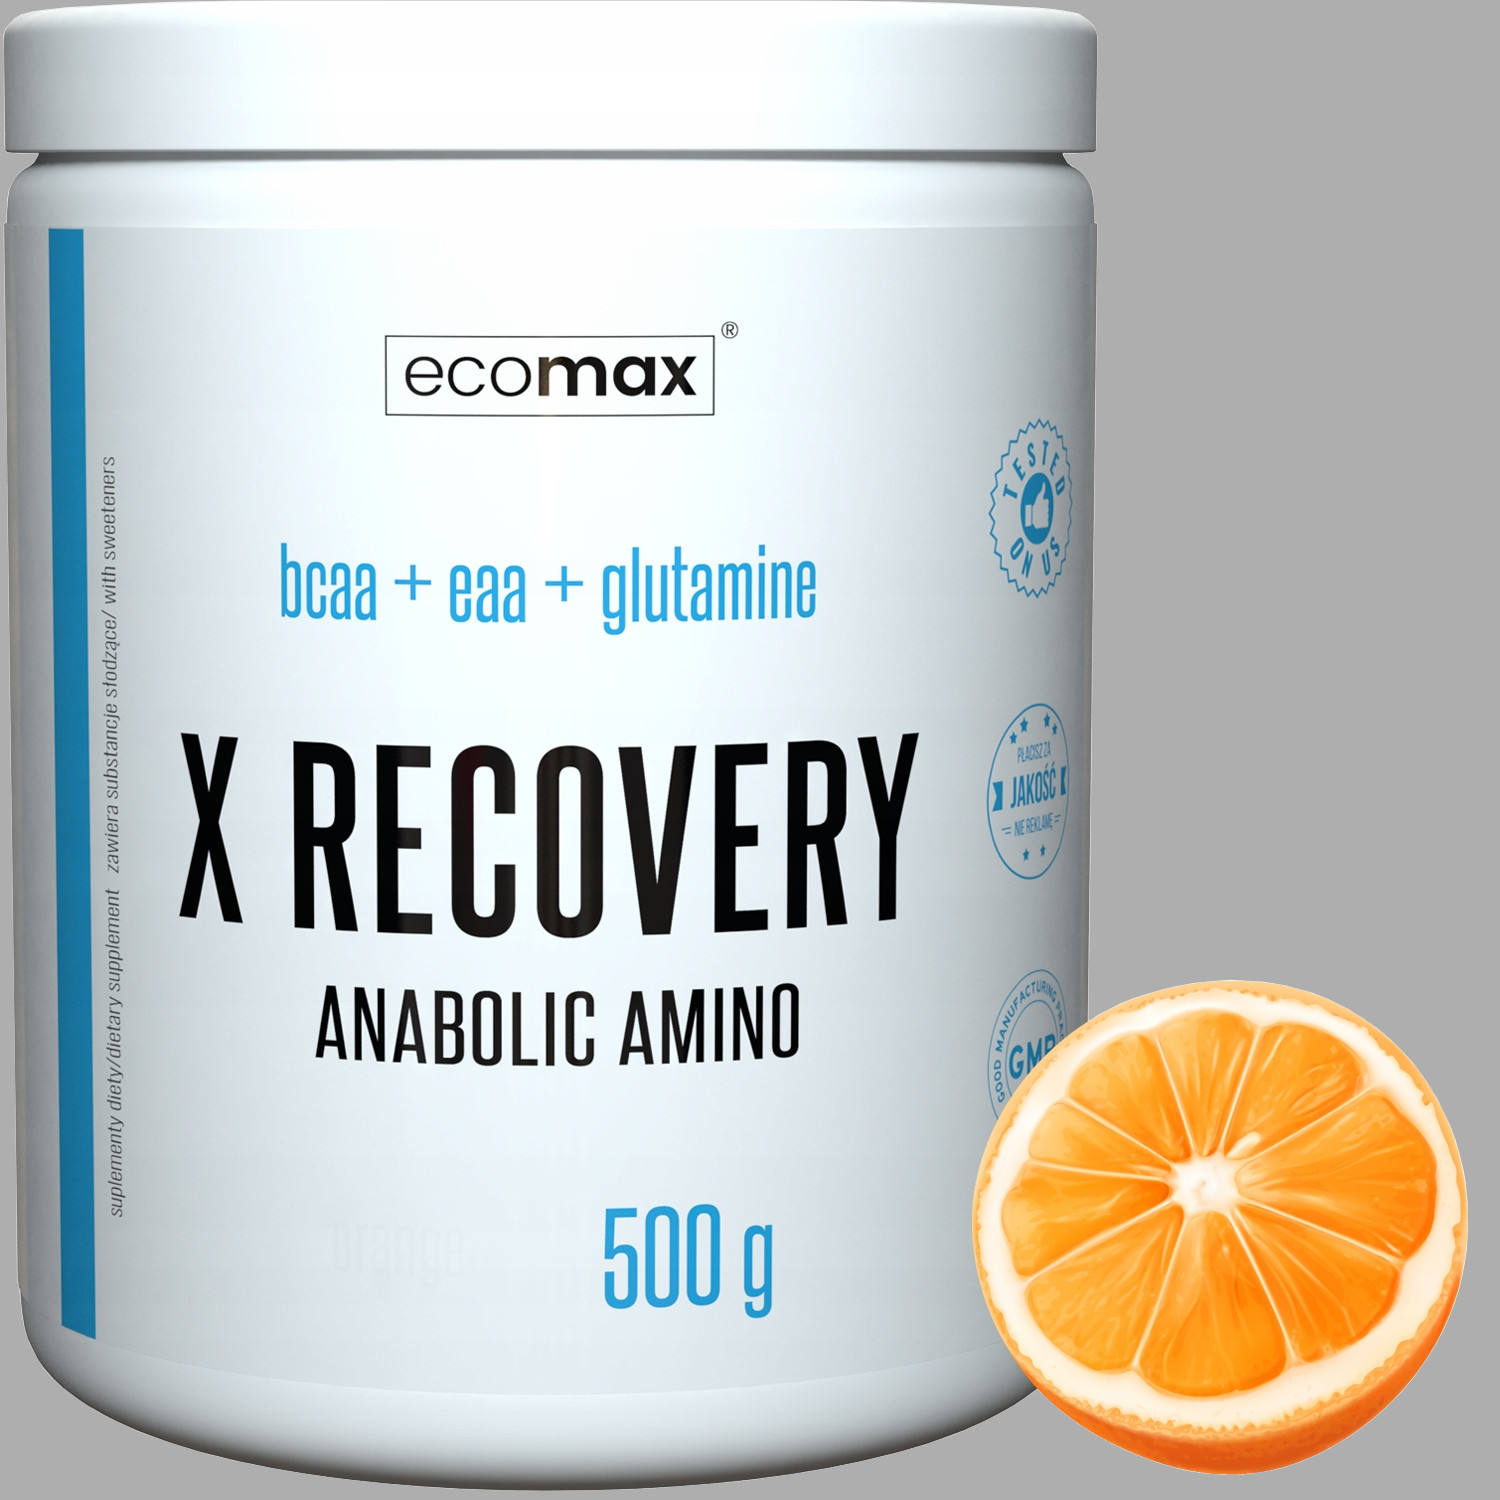 ecomax®
bcaa + eaa + glutamine
X RECOVERY
ANABOLIC AMINO
orange
500 g
suplementy diety/dietary supplement zawiera substancje słodzące/ with sweeteners
TESTED
ON US
PŁACISZ ZA
JAKOŚĆ
NIE REKLAMĘ
GOOD MANUFACTURING
GMP